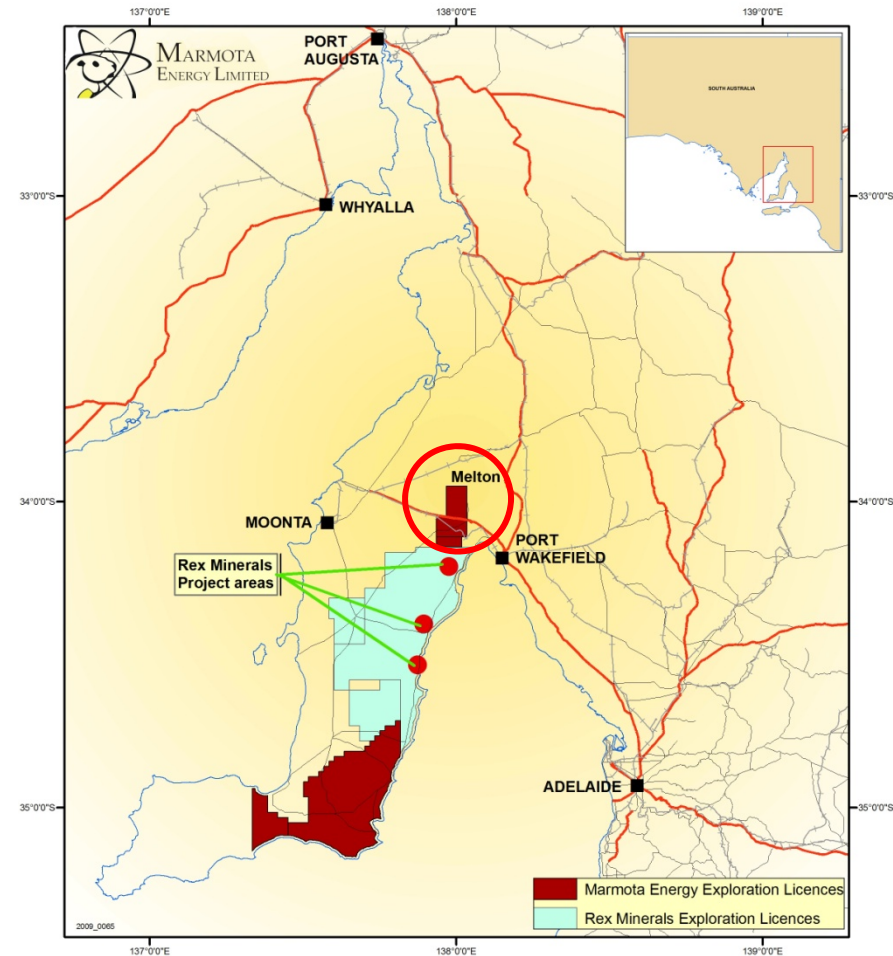 137°0'0"E
138°0'0"E
139°0'0"E
MARMOTA
ENERGY LIMITED
PORT
AUGUSTA
SOUTH AUSTRALIA
33°0'0"S
33°0'0"S
WHYALLA
Melton
34°0'0"S
34°0'0"S
MOONTA
PORT
WAKEFIELD
Rex Minerals
Project areas
ADELAIDE
35°0'0"S
35°0'0"S
Marmota Energy Exploration Licences
Rex Minerals Exploration Licences
2009_0065
137°0'0"E
138°0'0"E
139°0'0"E